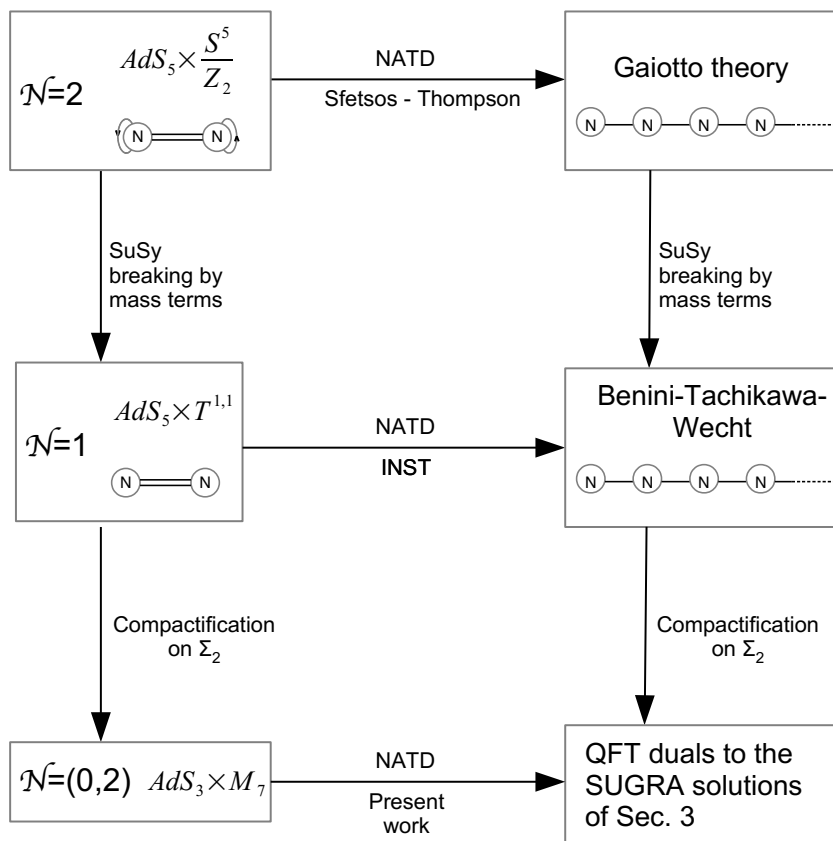 𝒩=2
AdS₅ × S⁵/Z₂
N N
NATD
Sfetsos - Thompson
Gaiotto theory
N N N N
SuSy
breaking by
mass terms
SuSy
breaking by
mass terms
𝒩=1
AdS₅ × T¹,¹
N N
NATD
INST
Benini-Tachikawa-
Wecht
N N N N
Compactification
on Σ₂
Compactification
on Σ₂
𝒩=(0,2) AdS₃ × M₇
NATD
Present
work
QFT duals to the
SUGRA solutions
of Sec. 3